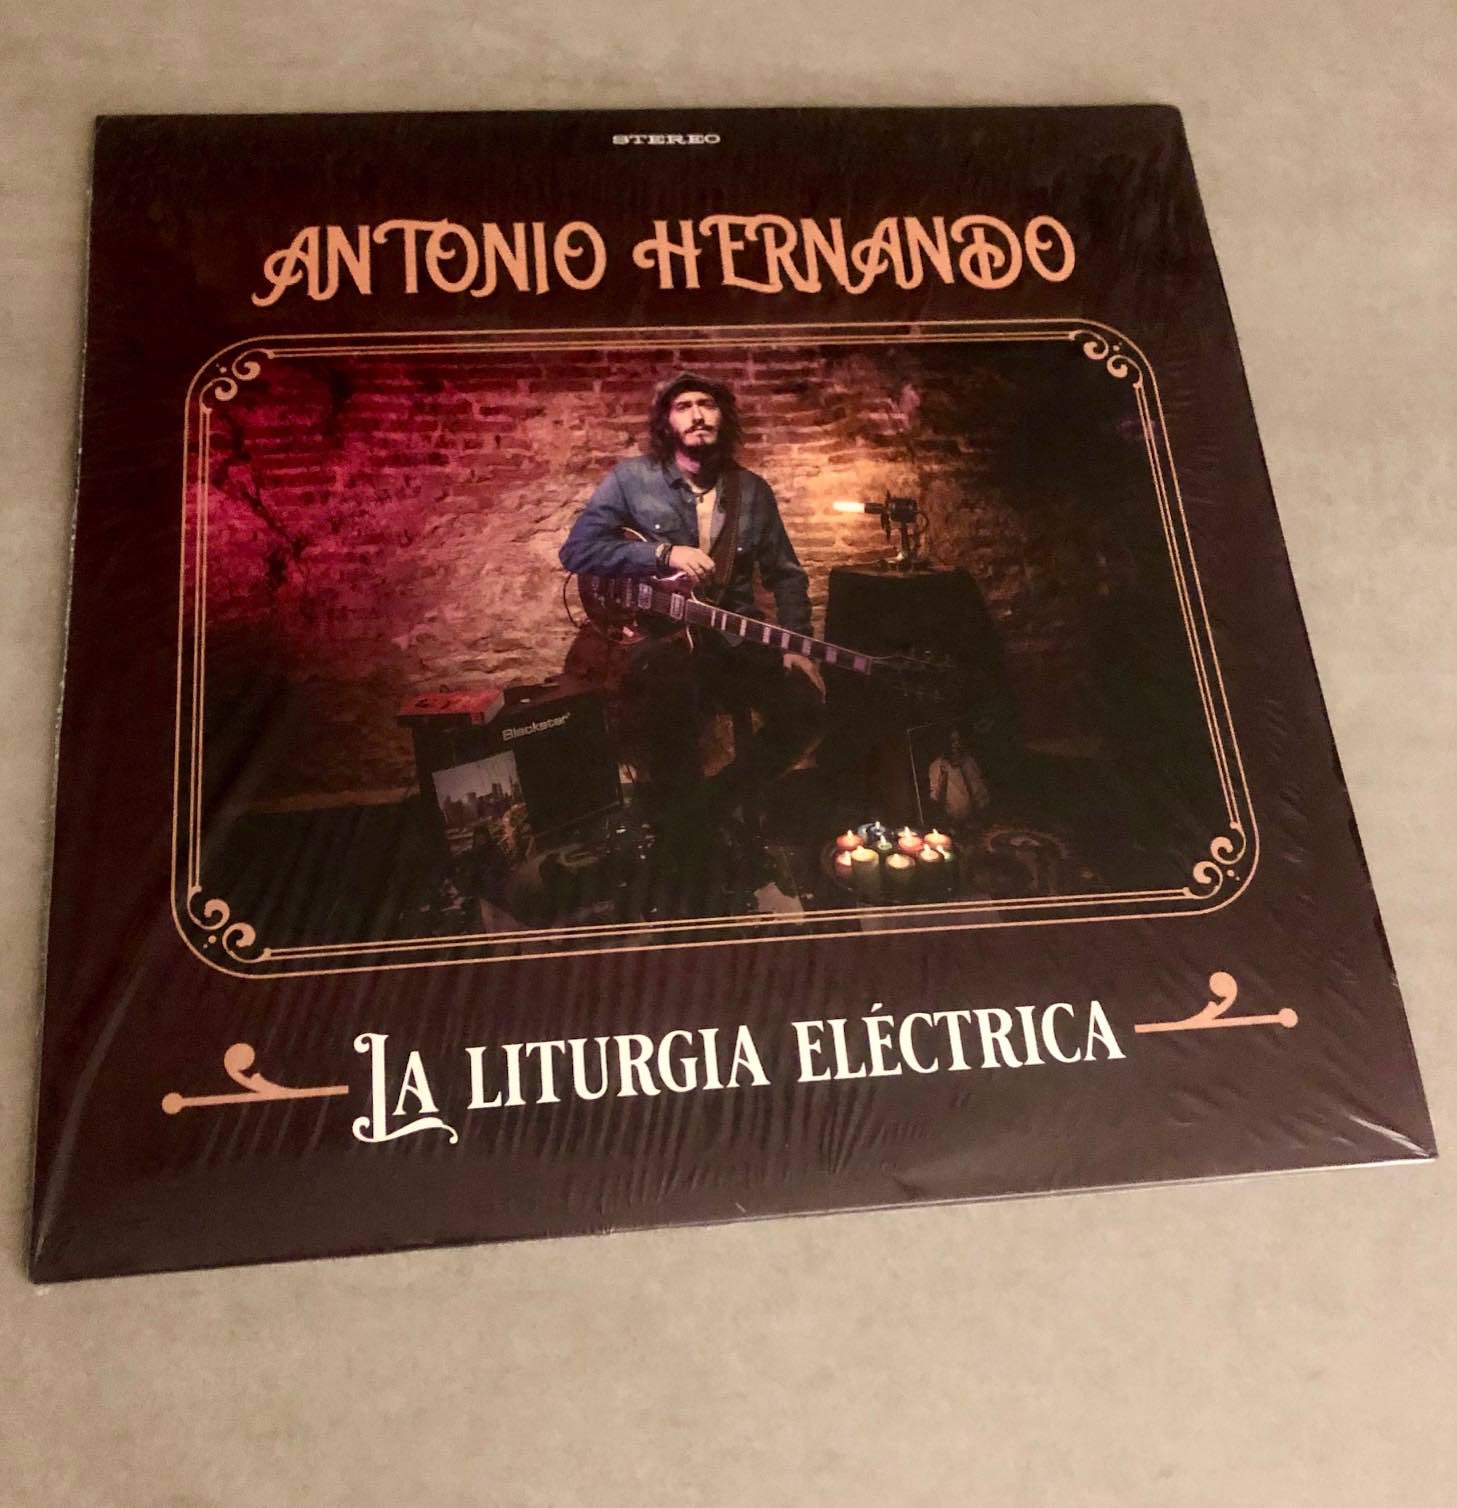 STEREO
ANTONIO HERNANDO
Blackstar
LA LITURGIA ELÉCTRICA